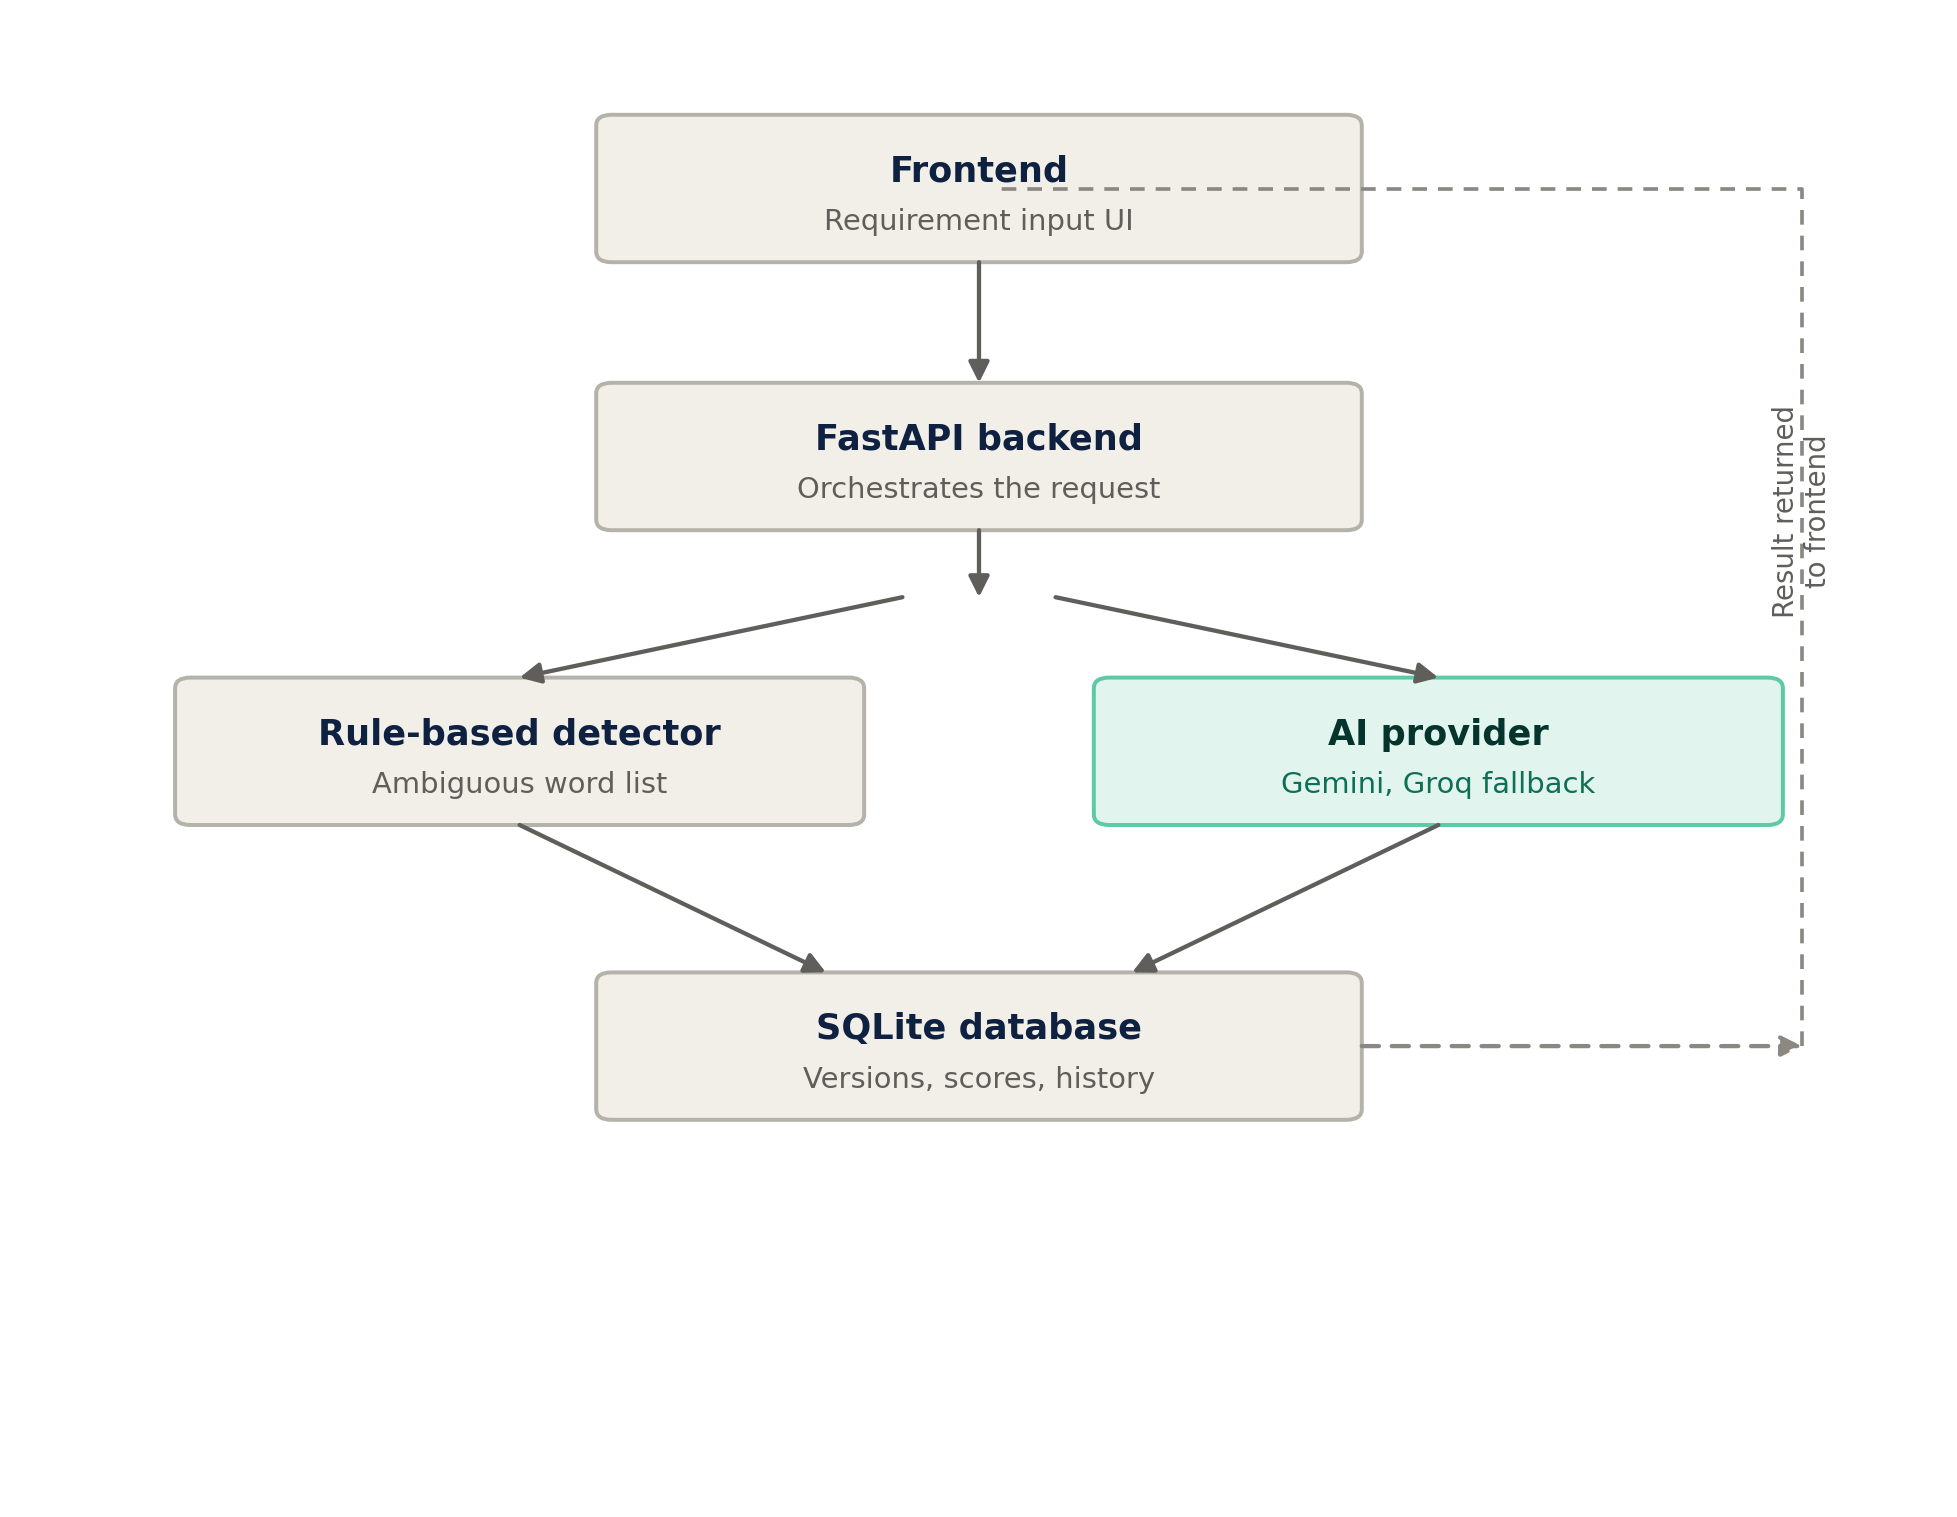 Frontend
Requirement input UI
FastAPI backend
Orchestrates the request
Result returned
to frontend
Rule-based detector
Ambiguous word list
AI provider
Gemini, Groq fallback
SQLite database
Versions, scores, history